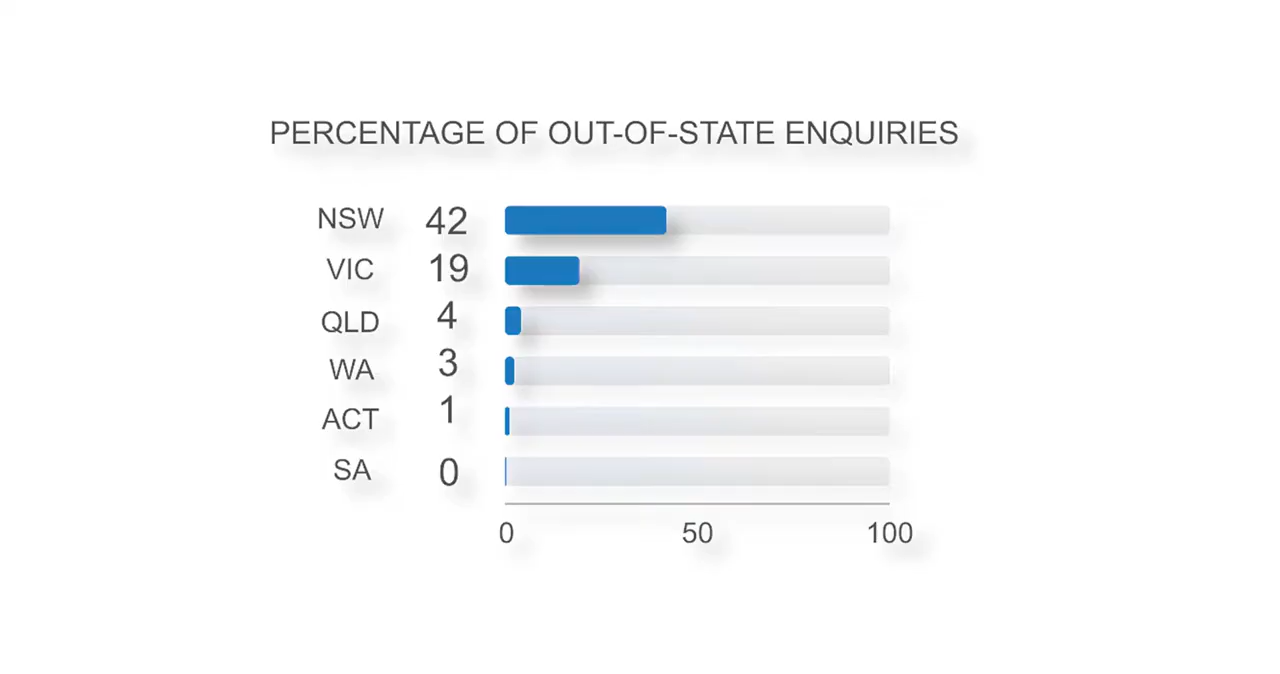 PERCENTAGE OF OUT-OF-STATE ENQUIRIES
NSW 42
VIC 19
QLD 4
WA 3
ACT 1
SA 0
0 50 100